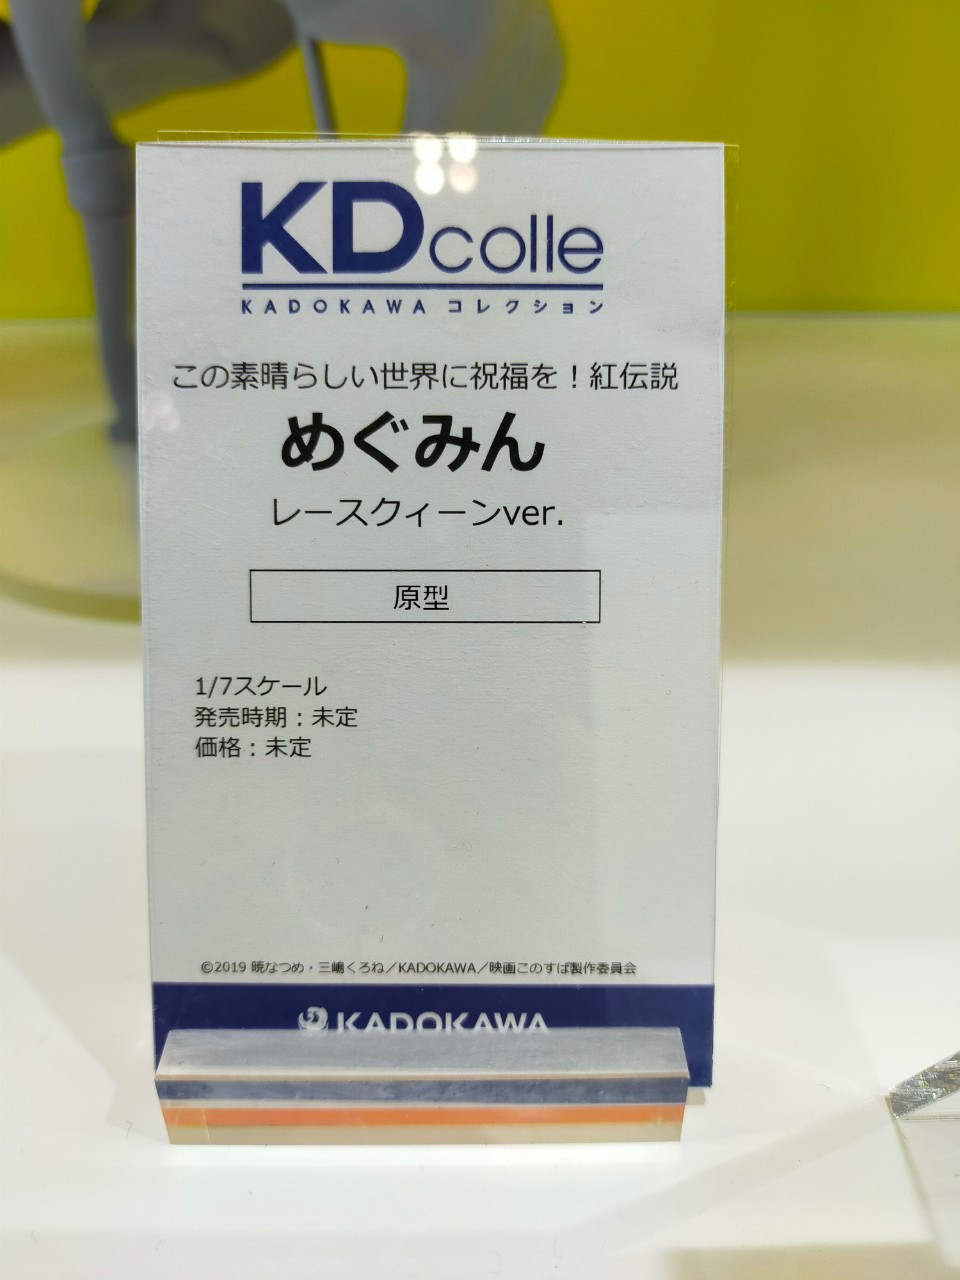 KDcolle
KADOKAWA コレクション
この素晴らしい世界に祝福を！紅伝説
めぐみん
レースクィーンver.
原型
1/7スケール
発売時期：未定
価格：未定
©2019 暁なつめ・三嶋くろね／KADOKAWA／映画このすば製作委員会
KADOKAWA